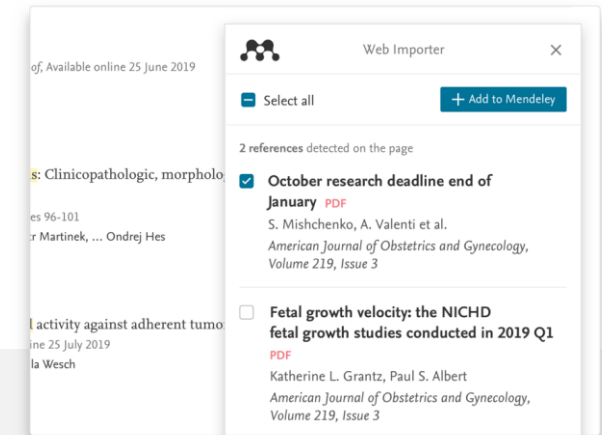 of, Available online 25 June 2019
s: Clinicopathologic, morpholo
es 96-101
r Martinek, ... Ondrej Hes
l activity against adherent tumo
ine 25 July 2019
la Wesch
Web Importer
Select all
+ Add to Mendeley
2 references detected on the page
October research deadline end of
January PDF
S. Mishchenko, A. Valenti et al.
American Journal of Obstetrics and Gynecology,
Volume 219, Issue 3
Fetal growth velocity: the NICHD
fetal growth studies conducted in 2019 Q1
PDF
Katherine L. Grantz, Paul S. Albert
American Journal of Obstetrics and Gynecology,
Volume 219, Issue 3